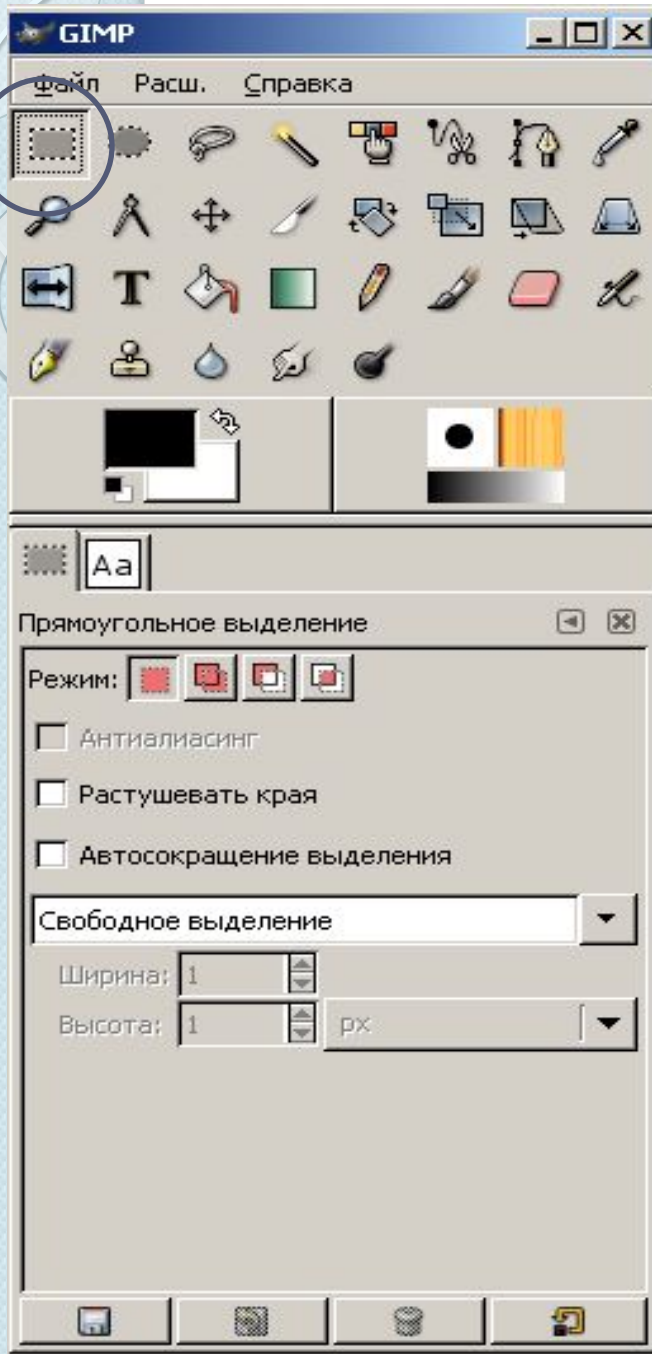 GIMP
Файл Расш. Справка
T
Aa
Прямоугольное выделение
Режим:
Антиалиасинг
Растушевать края
Автосокращение выделения
Свободное выделение
Ширина: 1
Высота: 1 px